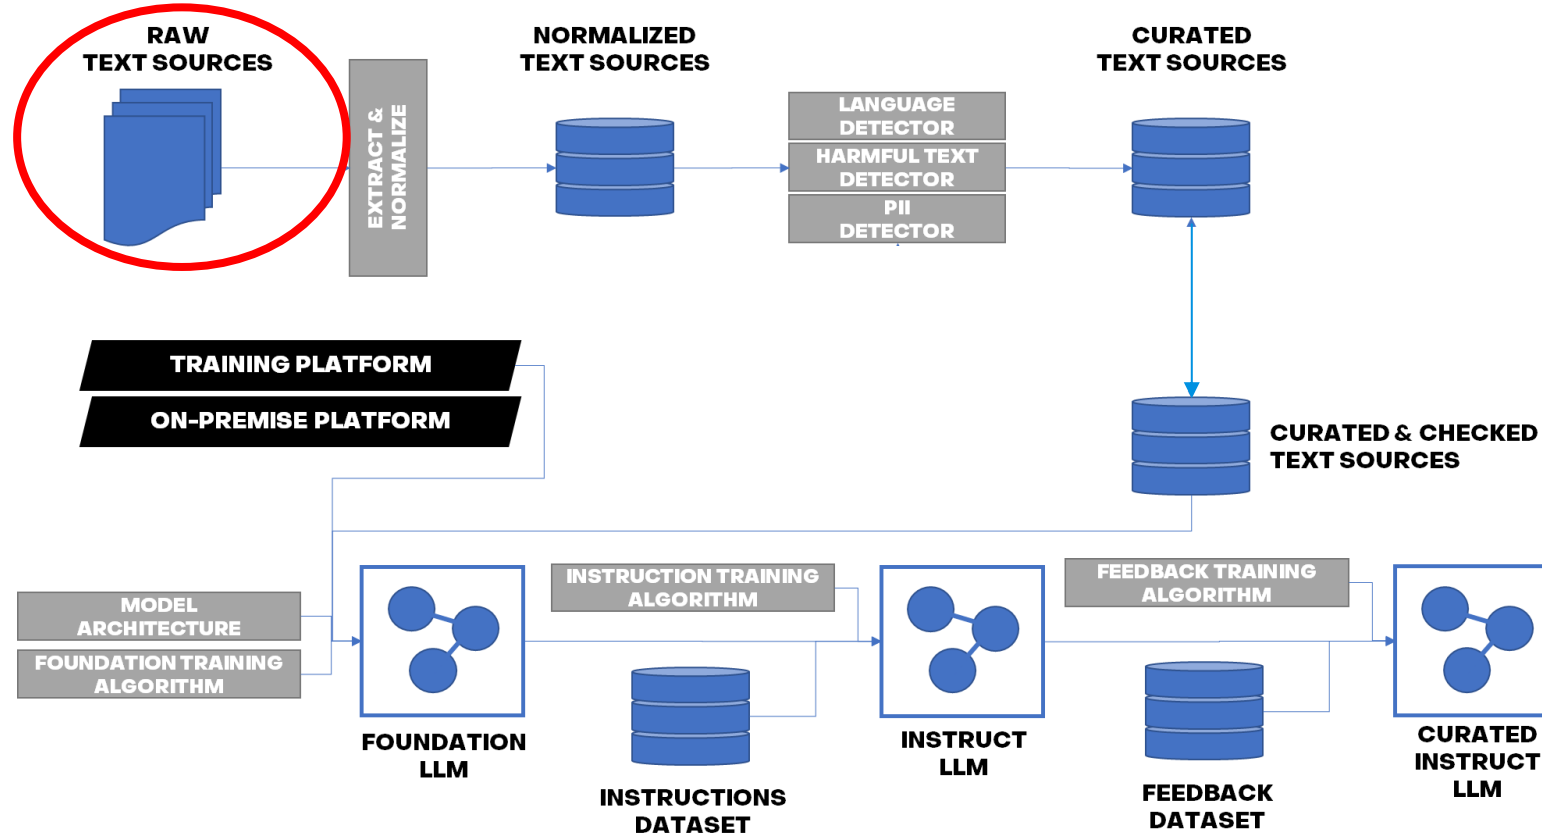 RAW
TEXT SOURCES
NORMALIZED
TEXT SOURCES
CURATED
TEXT SOURCES
EXTRACT &
NORMALIZE
LANGUAGE
DETECTOR
HARMFUL TEXT
DETECTOR
PII
DETECTOR
TRAINING PLATFORM
ON-PREMISE PLATFORM
CURATED & CHECKED
TEXT SOURCES
MODEL
ARCHITECTURE
FOUNDATION TRAINING
ALGORITHM
INSTRUCTION TRAINING
ALGORITHM
FEEDBACK TRAINING
ALGORITHM
FOUNDATION
LLM
INSTRUCTIONS
DATASET
INSTRUCT
LLM
FEEDBACK
DATASET
CURATED
INSTRUCT
LLM